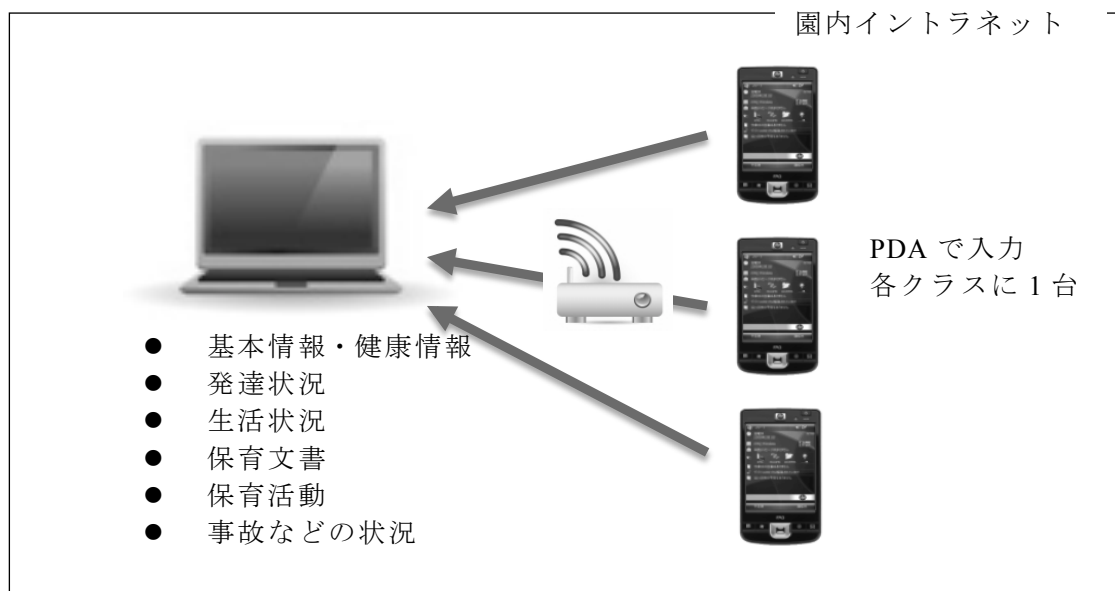 園内イントラネット
PDA で入力
各クラスに 1 台
● 基本情報・健康情報
● 発達状況
● 生活状況
● 保育文書
● 保育活動
● 事故などの状況